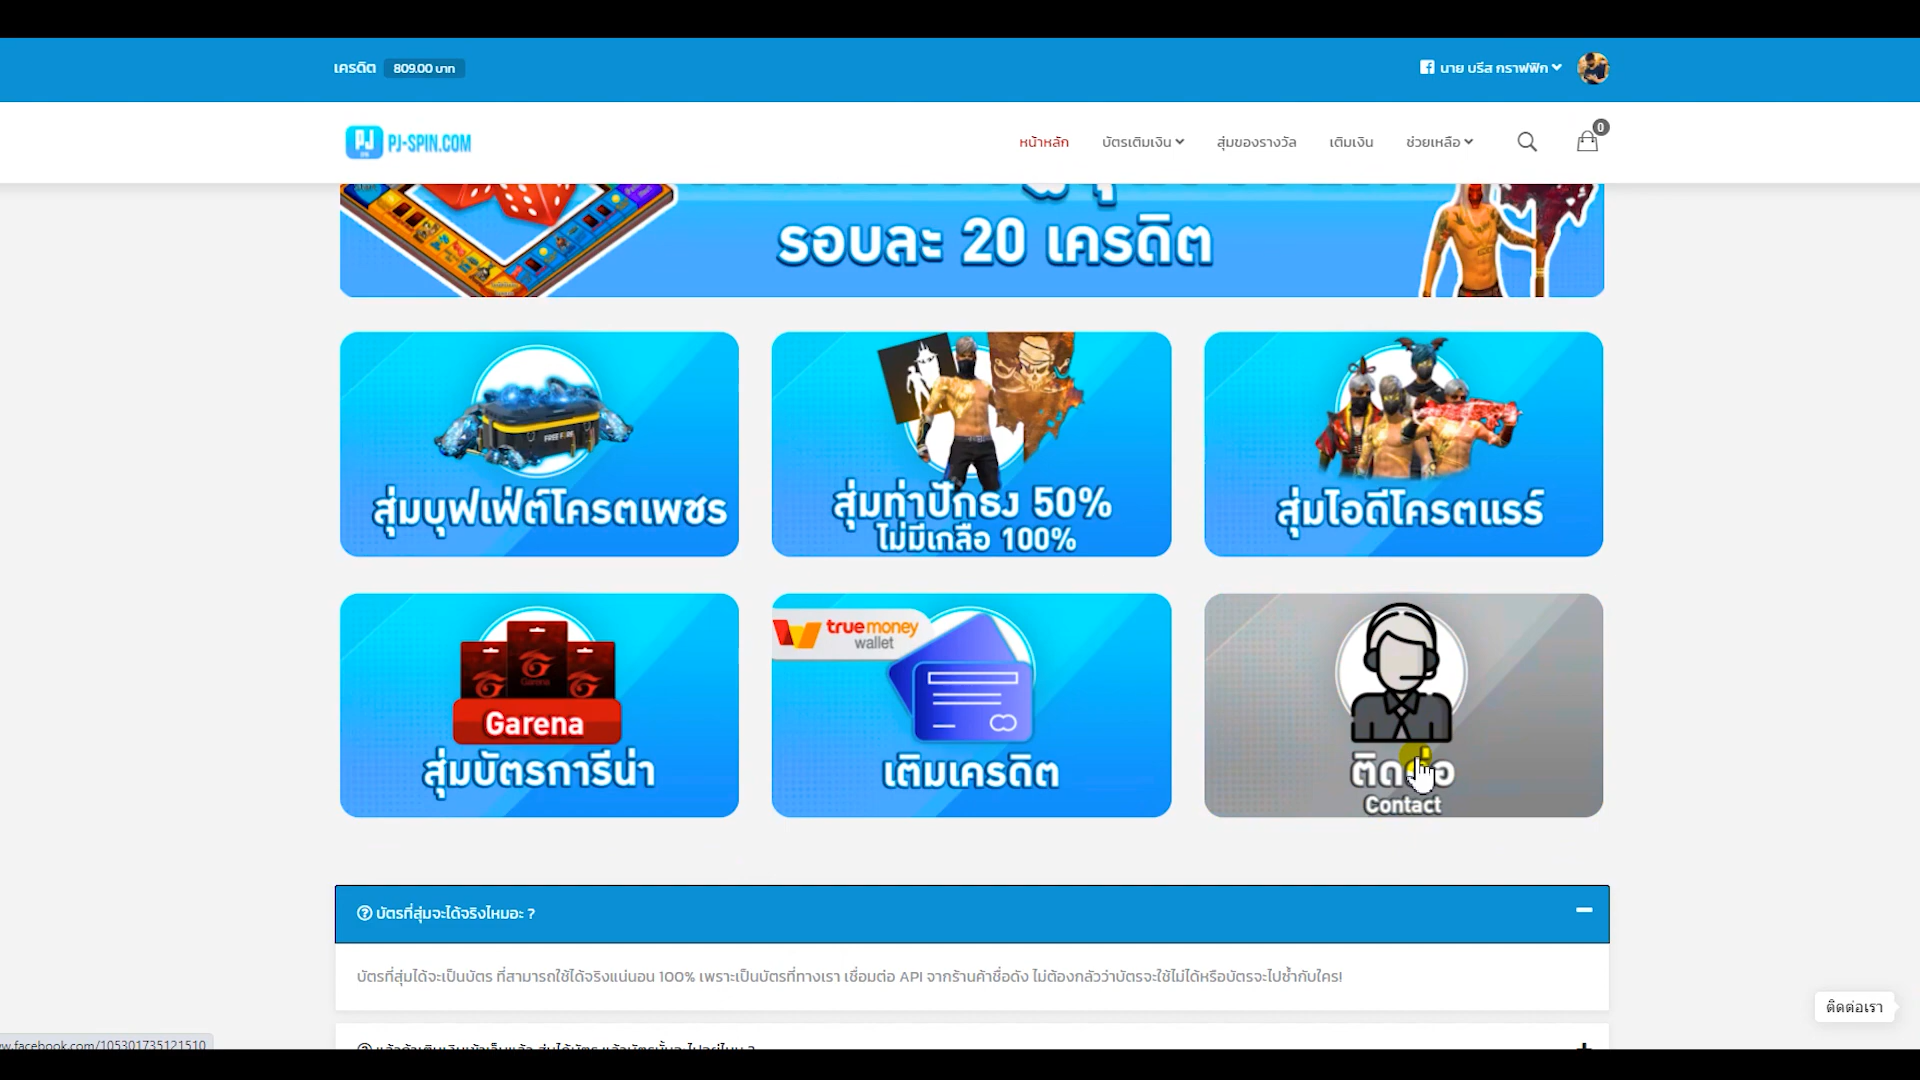 เครดิต 809.00 บาท
นาย บรีส กราฟฟิก
PJ PJ-SPIN.COM
หน้าหลัก บัตรเติมเงิน สุ่มของรางวัล เติมเงิน ช่วยเหลือ 0
รอบละ 20 เครดิต
FREE FIRE
สุ่มบุฟเฟ่ต์โครตเพชร
สุ่มท่าปักธง 50%
ไม่มีเกลือ 100%
สุ่มไอดีโครตแรร์
Garena
Garena
สุ่มบัตรการีน่า
truemoney
wallet
เติมเครดิต
Contact
บัตรที่สุ่มจะได้จริงไหมอะ ?
บัตรที่สุ่มได้จะเป็นบัตร ที่สามารถใช้ได้จริงแน่นอน 100% เพราะเป็นบัตรที่ทางเรา เชื่อมต่อ API จากร้านค้าชื่อดัง ไม่ต้องกลัวว่าบัตรจะใช้ไม่ได้หรือบัตรจะไปซ้ำกับใคร!
ติดต่อเรา
w.facebook.com/105301735121510